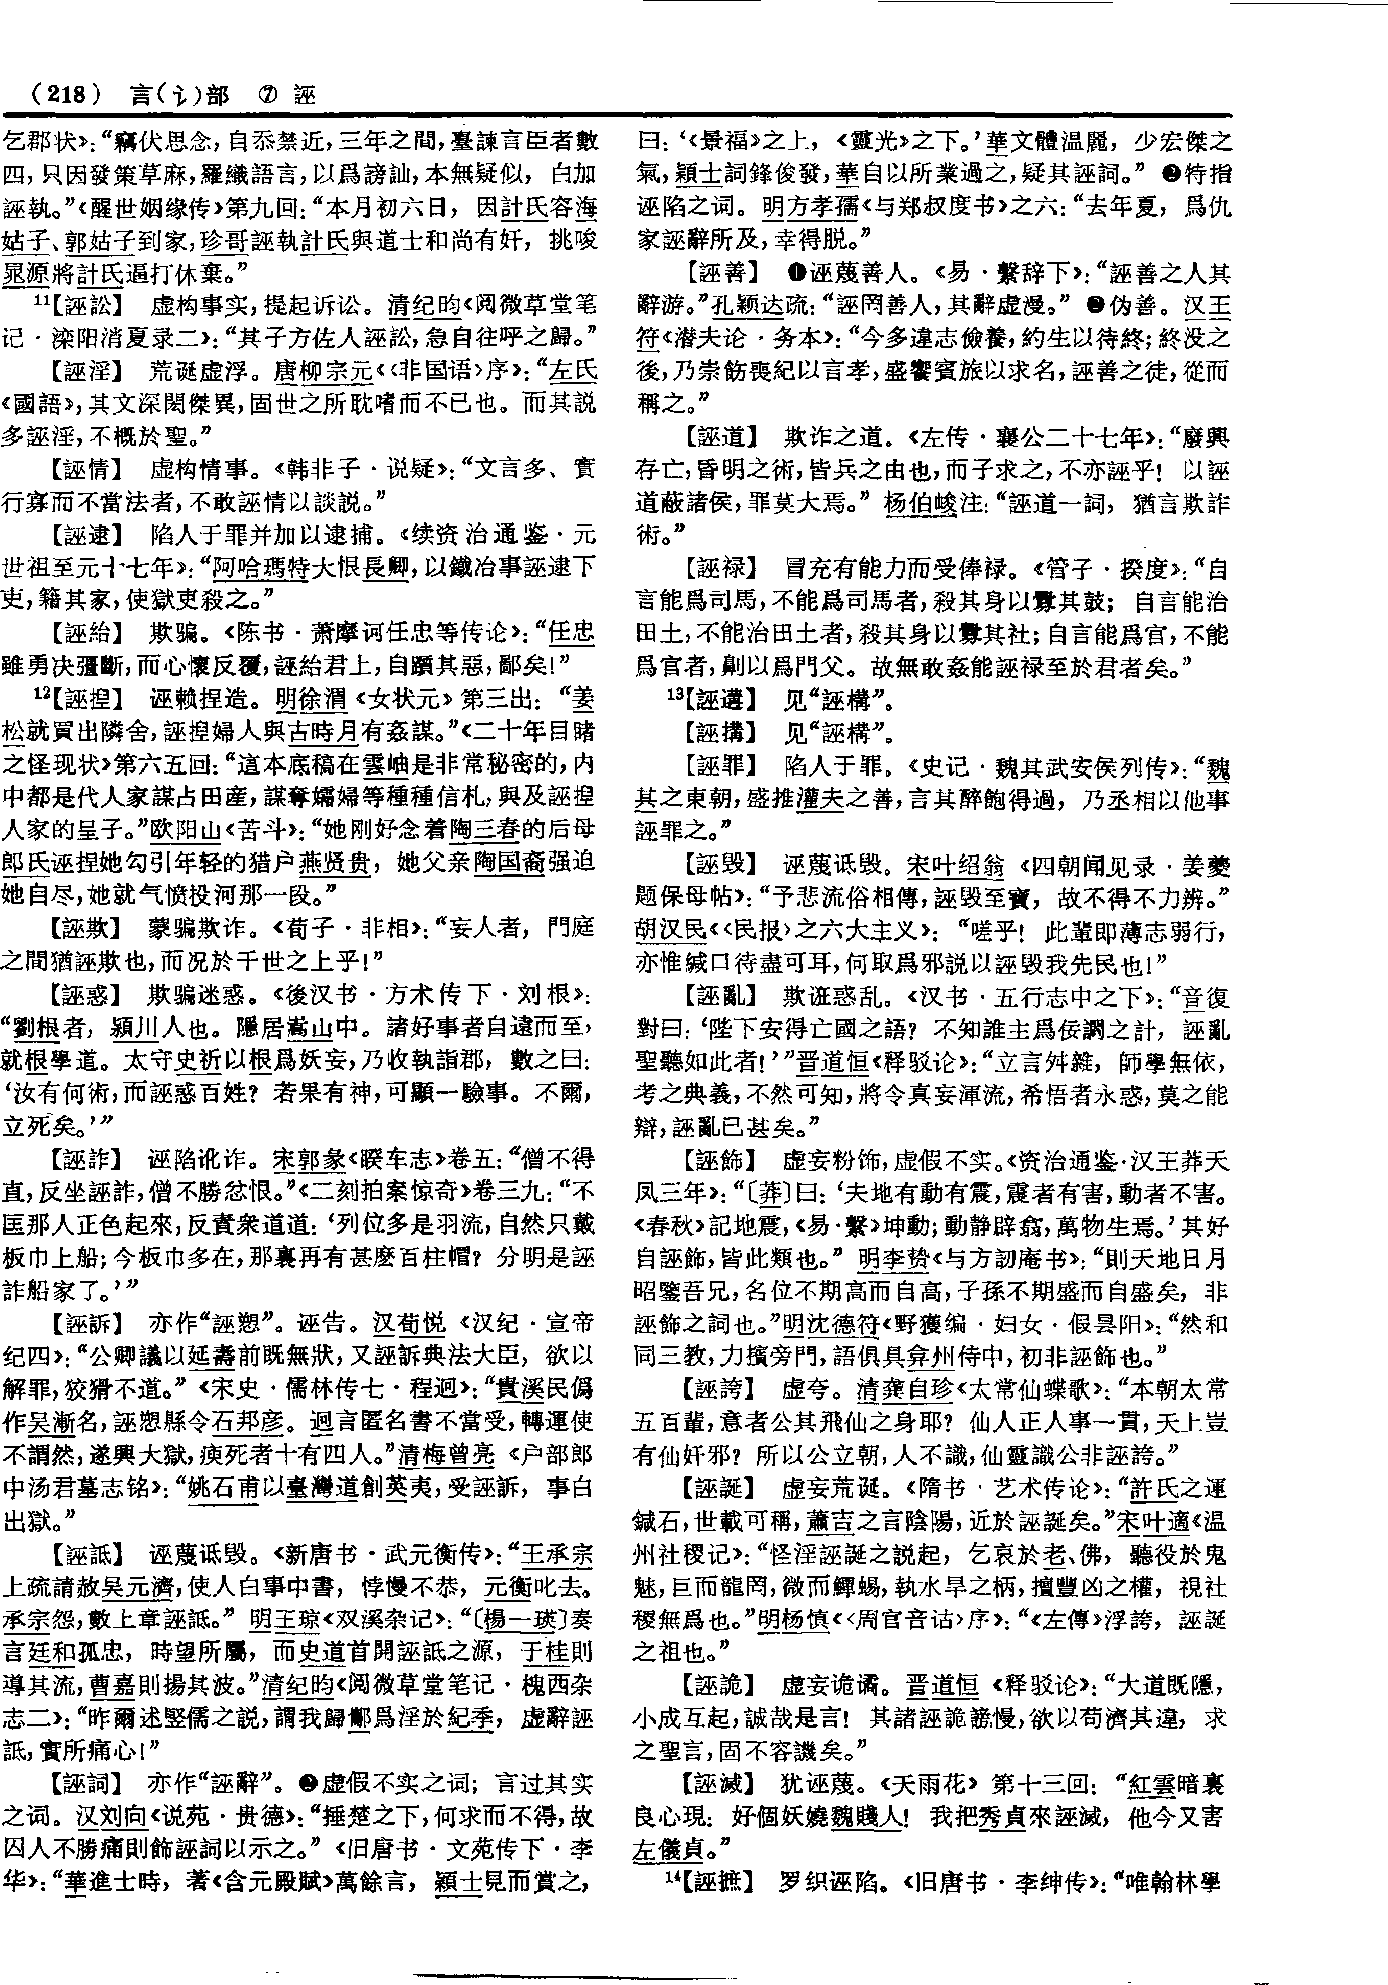 （218） 言(讠)部 ⑦ 誣
乞郡状》：“竊伏思念，自忝禁近，三年之間，臺諫言臣者數
四，只因發策草麻，羅織語言，以爲謗訕，本無疑似，白加
誣執。”《醒世姻缘传》第九回：“本月初六日，因計氏容海
姑子、郭姑子到家，珍哥誣執計氏與道士和尚有奸，挑唆
晁源將計氏逼打休棄。”
¹¹【誣訟】 虚构事实，提起诉讼。清纪昀《阅微草堂笔
记·滦阳消夏录二》：“其子方佐人誣訟，急自往呼之歸。”
【誣淫】 荒诞虚浮。唐柳宗元《〈非国语〉序》：“左氏
《國語》，其文深閎傑異，固世之所耽嗜而不已也。而其説
多誣淫，不概於聖。”
【誣情】 虚构情事。《韩非子·说疑》：“文言多、實
行寡而不當法者，不敢誣情以談説。”
【誣逮】 陷人于罪并加以逮捕。《续资治通鉴·元
世祖至元十七年》：“阿哈瑪特大恨長卿，以鐵冶事誣逮下
吏，籍其家，使獄吏殺之。”
【誣紿】 欺骗。《陈书·萧摩诃任忠等传论》：“任忠
雖勇决彊斷，而心懷反覆，誣紿君上，自躓其惡，鄙矣！”
¹²【誣捏】 诬赖捏造。明徐渭《女状元》第三出：“姜
松就買出隣舍，誣捏婦人與古時月有姦謀。”《二十年目睹
之怪现状》第六五回：“這本底稿在雲岫是非常秘密的，内
中都是代人家謀占田産，謀奪孀婦等種種信札，與及誣捏
人家的呈子。”欧阳山《苦斗》：“她刚好念着陶三春的后母
郎氏诬捏她勾引年轻的猎户燕贤贵，她父亲陶国裔强迫
她自尽，她就气愤投河那一段。”
【誣欺】 蒙骗欺诈。《荀子·非相》：“妄人者，門庭
之間猶誣欺也，而况於千世之上乎！”
【誣惑】 欺骗迷惑。《後汉书·方术传下·刘根》：
“劉根者，潁川人也。隱居嵩山中。諸好事者自遠而至，
就根學道。太守史祈以根爲妖妄，乃收執詣郡，數之曰：
‘汝有何術，而誣惑百姓？若果有神，可顯一驗事。不爾，
立死矣。’”
【誣詐】 诬陷讹诈。宋郭彖《睽车志》卷五：“僧不得
直，反坐誣詐，僧不勝忿恨。”《二刻拍案惊奇》卷三九：“不
匡那人正色起來，反責衆道道：‘列位多是羽流，自然只戴
板巾上船；今板巾多在，那裏再有甚麽百柱帽？分明是誣
詐船家了。’”
【誣訴】 亦作“誣愬”。诬告。汉荀悦《汉纪·宣帝
纪四》：“公卿議以延壽前既無狀，又誣訴典法大臣，欲以
解罪，狡猾不道。”《宋史·儒林传七·程迥》：“貴溪民僞
作吴渐名，誣愬縣令石邦彦。迥言匿名書不當受，轉運使
不謂然，遂興大獄，瘐死者十有四人。”清梅曾亮《户部郎
中汤君墓志铭》：“姚石甫以臺灣道創英夷，受誣訴，事白
出獄。”
【誣詆】 诬蔑诋毁。《新唐书·武元衡传》：“王承宗
上疏請赦吴元濟，使人白事中書，悖慢不恭，元衡叱去。
承宗怨，數上章誣詆。”明王琼《双溪杂记》：“〔楊一瑛〕奏
言廷和孤忠，時望所屬，而史道首開誣詆之源，于桂則
導其流，曹嘉則揚其波。”清纪昀《阅微草堂笔记·槐西杂
志二》：“昨爾述堅儒之説，謂我歸酅爲淫於紀季，虚辭誣
詆，實所痛心！”
【誣詞】 亦作“誣辭”。❶虚假不实之词；言过其实
之词。汉刘向《说苑·贵德》：“捶楚之下，何求而不得，故
囚人不勝痛則飾誣詞以示之。”《旧唐书·文苑传下·李
华》：“華進士時，著《含元殿賦》萬餘言，穎士見而賞之，
曰：‘《景福》之上，《靈光》之下。’華文體温麗，少宏傑之
氣，穎士詞鋒俊發，華自以所業過之，疑其誣詞。”❷特指
诬陷之词。明方孝孺《与郑叔度书》之六：“去年夏，爲仇
家誣辭所及，幸得脱。”
【誣善】 ❶诬蔑善人。《易·繫辞下》：“誣善之人其
辭游。”孔颖达疏：“誣罔善人，其辭虚漫。”❷伪善。汉王
符《潜夫论·务本》：“今多違志儉養，約生以待終；終没之
後，乃崇飭喪紀以言孝，盛饗賓旅以求名，誣善之徒，從而
稱之。”
【誣道】 欺诈之道。《左传·襄公二十七年》：“廢興
存亡，昏明之術，皆兵之由也，而子求之，不亦誣乎！以誣
道蔽諸侯，罪莫大焉。”杨伯峻注：“誣道一詞，猶言欺詐
術。”
【誣禄】 冒充有能力而受俸禄。《管子·揆度》：“自
言能爲司馬，不能爲司馬者，殺其身以釁其鼓；自言能治
田土，不能治田土者，殺其身以釁其社；自言能爲官，不能
爲官者，劓以爲門父。故無敢姦能誣禄至於君者矣。”
¹³【誣遘】 见“誣構”。
【誣搆】 见“誣構”。
【誣罪】 陷人于罪。《史记·魏其武安侯列传》：“魏
其之東朝，盛推灌夫之善，言其醉飽得過，乃丞相以他事
誣罪之。”
【誣毁】 诬蔑诋毁。宋叶绍翁《四朝闻见录·姜夔
题保母帖》：“予悲流俗相傳，誣毁至寶，故不得不力辨。”
胡汉民《〈民报〉之六大主义》：“嗟乎！此輩即薄志弱行，
亦惟缄口待盡可耳，何取爲邪説以誣毁我先民也！”
【誣亂】 欺诳惑乱。《汉书·五行志中之下》：“音復
對曰：‘陛下安得亡國之語？不知誰主爲佞讇之計，誣亂
聖聽如此者！’”晋道恒《释驳论》：“立言舛雜，師學無依，
考之典義，不然可知，將令真妄渾流，希悟者永惑，莫之能
辯，誣亂已甚矣。”
【誣飾】 虚妄粉饰，虚假不实。《资治通鉴·汉王莽天
凤三年》：“〔莽〕曰：‘夫地有動有震，震者有害，動者不害。
《春秋》記地震，《易·繫》坤動；動静辟翕，萬物生焉。’其好
自誣飾，皆此類也。”明李贽《与方訒庵书》：“則天地日月
昭鑒吾兄，名位不期高而自高，子孫不期盛而自盛矣，非
誣飾之詞也。”明沈德符《野獲编·妇女·假昙阳》：“然和
同三教，力擯旁門，語俱具弇州侍中，初非誣飾也。”
【誣誇】 虚夸。清龚自珍《太常仙蝶歌》：“本朝太常
五百輩，意者公其飛仙之身耶？仙人正人事一貫，天上豈
有仙奸邪？所以公立朝，人不識，仙靈識公非誣誇。”
【誣誕】 虚妄荒诞。《隋书·艺术传论》：“許氏之運
鍼石，世載可稱，蕭吉之言陰陽，近於誣誕矣。”宋叶適《温
州社稷记》：“怪淫誣誕之説起，乞哀於老、佛，聽役於鬼
魅，巨而龍罔，微而鱓蜴，執水旱之柄，擅豐凶之權，視社
稷無爲也。”明杨慎《〈周官音诂〉序》：“《左傳》浮誇，誣誕
之祖也。”
【誣詭】 虚妄诡谲。晋道恒《释驳论》：“大道既隱，
小成互起，誠哉是言！其諸誣詭謗慢，欲以苟濟其違，求
之聖言，固不容譏矣。”
【誣滅】 犹诬蔑。《天雨花》第十三回：“紅雲暗裏
良心現：好個妖嬈魏賤人！我把秀貞來誣滅，他今又害
左儀貞。”
¹⁴【誣摭】 罗织诬陷。《旧唐书·李绅传》：“唯翰林學